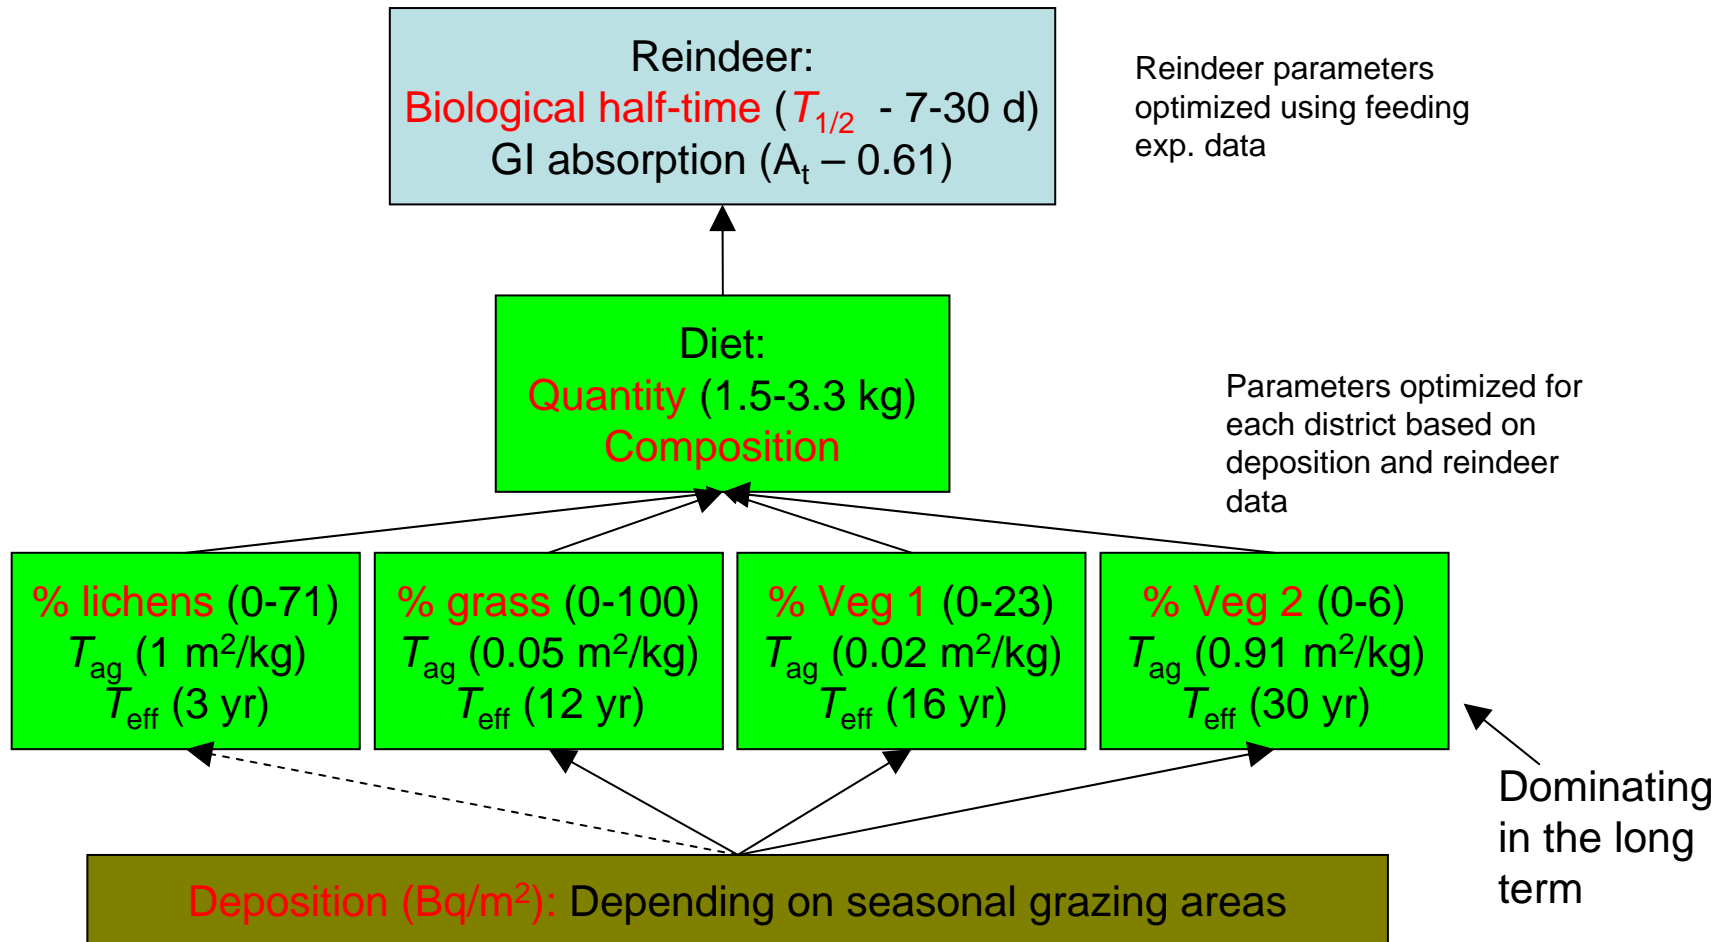 Reindeer:
Biological half-time (T1/2 - 7-30 d)
GI absorption (At – 0.61)
Reindeer parameters
optimized using feeding
exp. data
Diet:
Quantity (1.5-3.3 kg)
Composition
Parameters optimized for
each district based on
deposition and reindeer
data
% lichens (0-71)
Tag (1 m²/kg)
Teff (3 yr)
% grass (0-100)
Tag (0.05 m²/kg)
Teff (12 yr)
% Veg 1 (0-23)
Tag (0.02 m²/kg)
Teff (16 yr)
% Veg 2 (0-6)
Tag (0.91 m²/kg)
Teff (30 yr)
Dominating
in the long
term
Deposition (Bq/m²): Depending on seasonal grazing areas